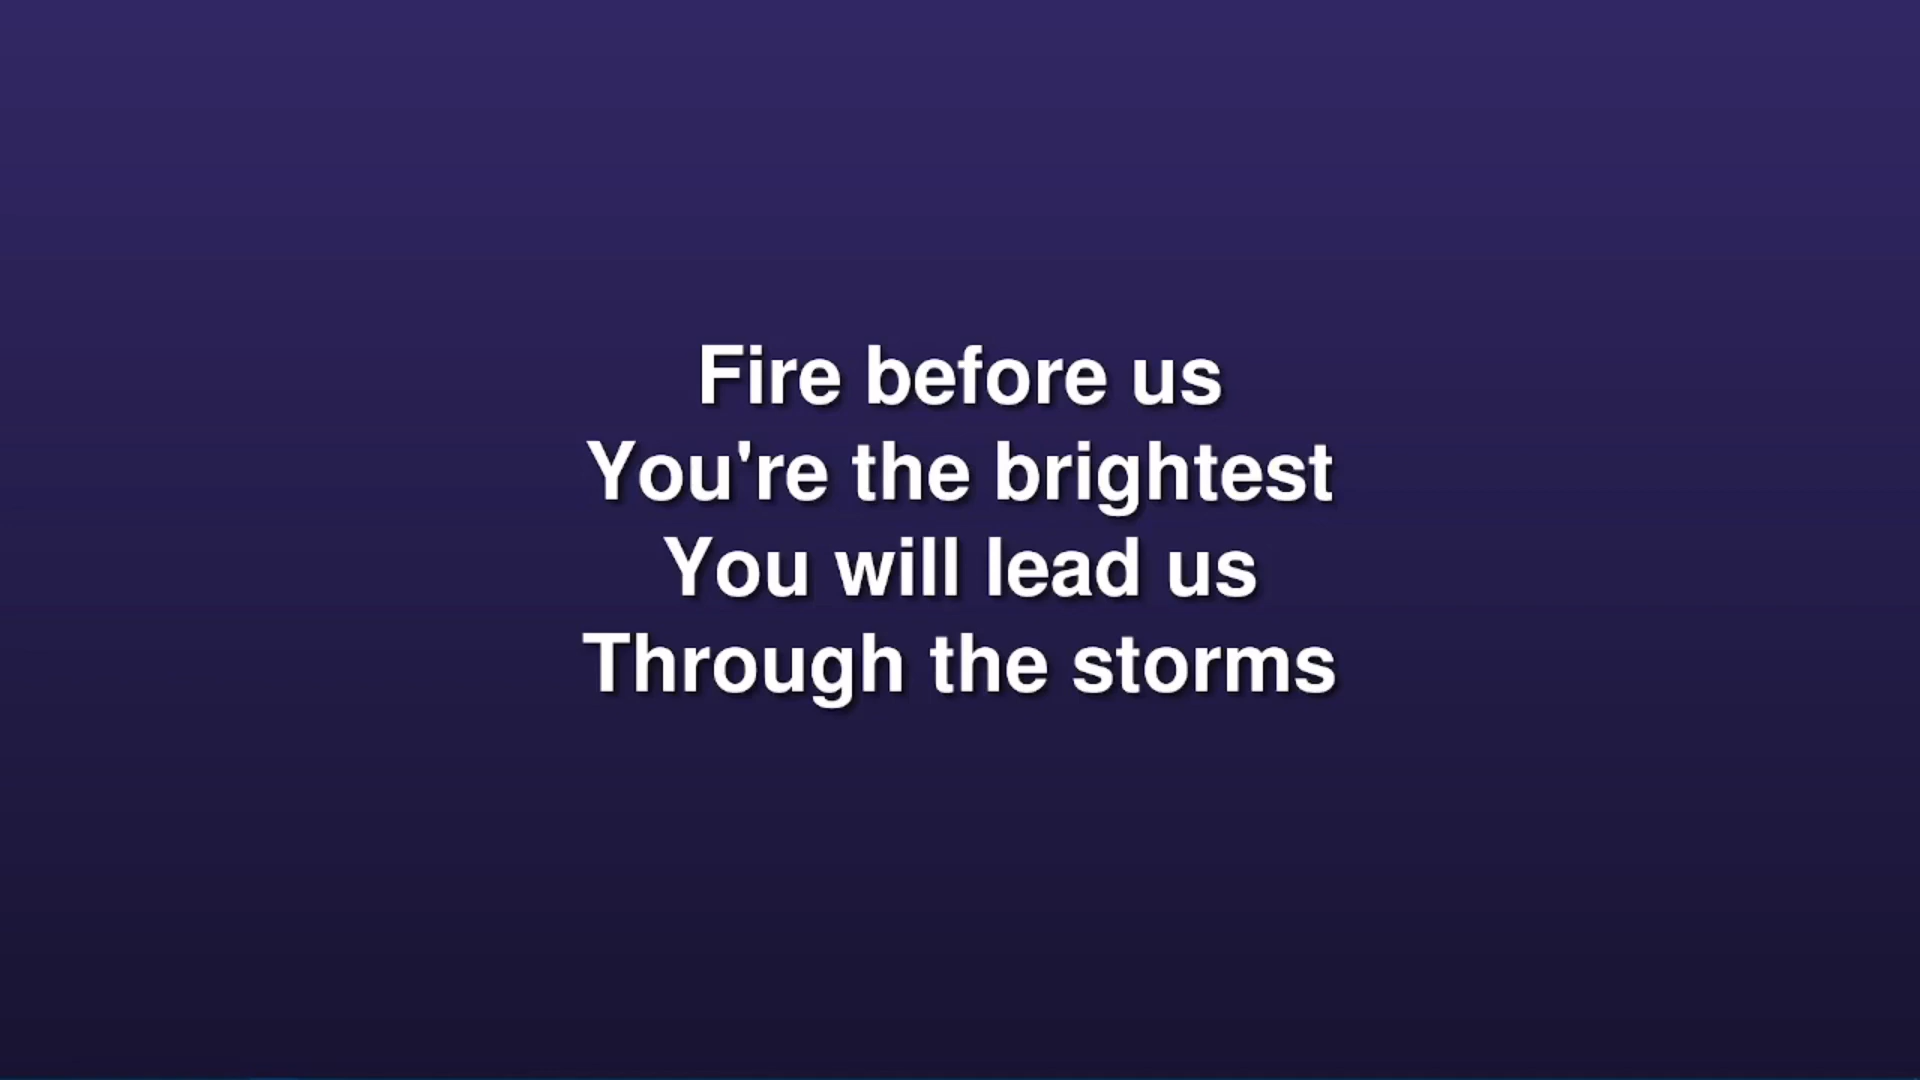 Fire before us
You're the brightest
You will lead us
Through the storms